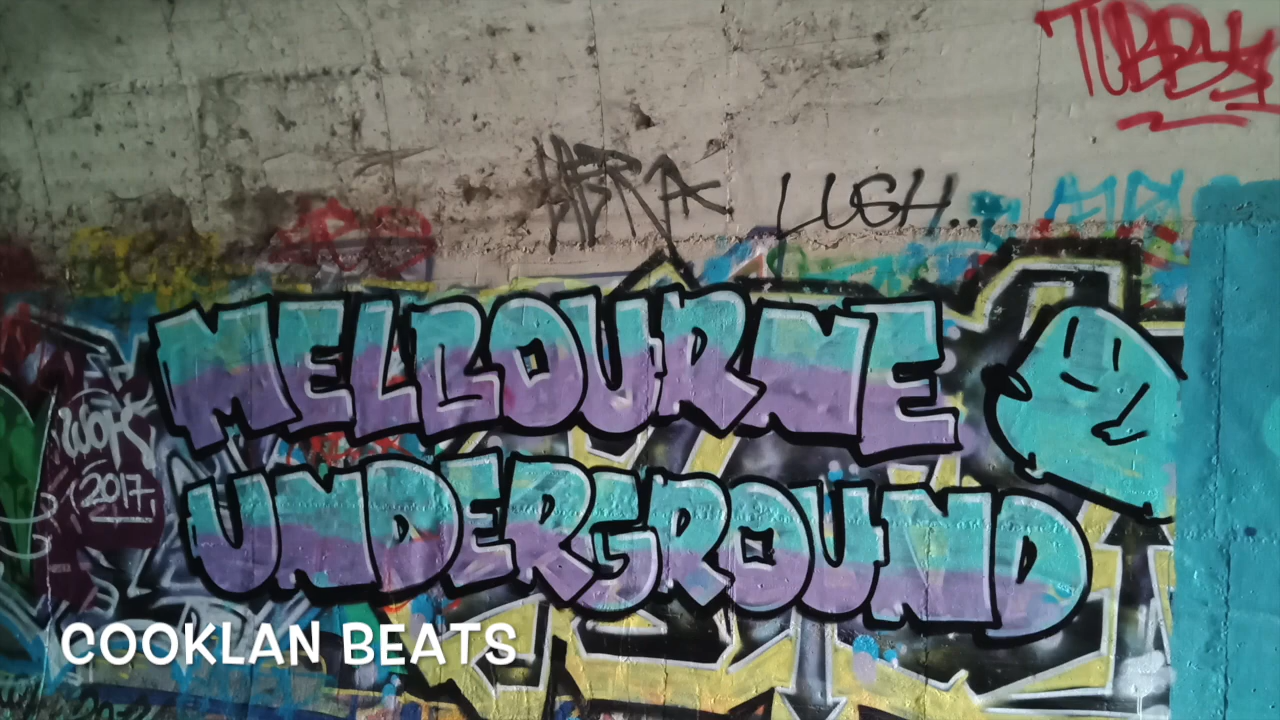 TUBBY
LUGH...
MELBOURNE
WOK
2017
UNDERGROUND
COOKLAN BEATS